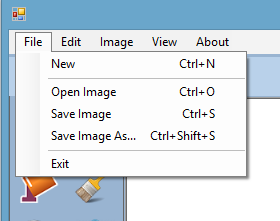 File Edit Image View About
New Ctrl+N
Open Image Ctrl+O
Save Image Ctrl+S
Save Image As... Ctrl+Shift+S
Exit